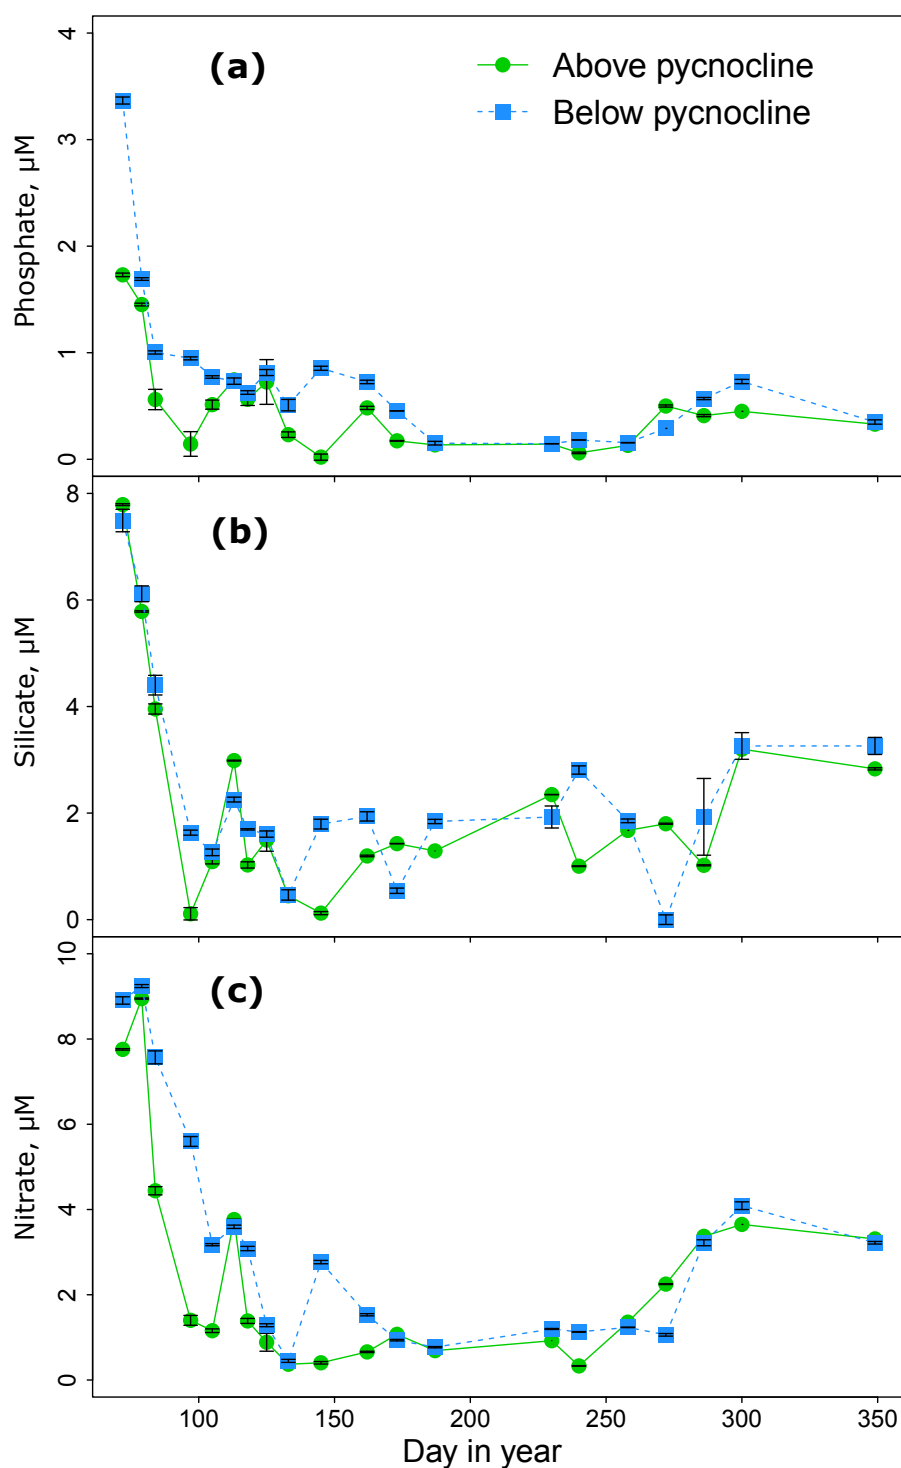 (a)
Above pycnocline
Below pycnocline
Phosphate, µM
4
3
2
1
0
(b)
Silicate, µM
8
6
4
2
0
(c)
Nitrate, µM
10
8
6
4
2
0
100 150 200 250 300 350
Day in year